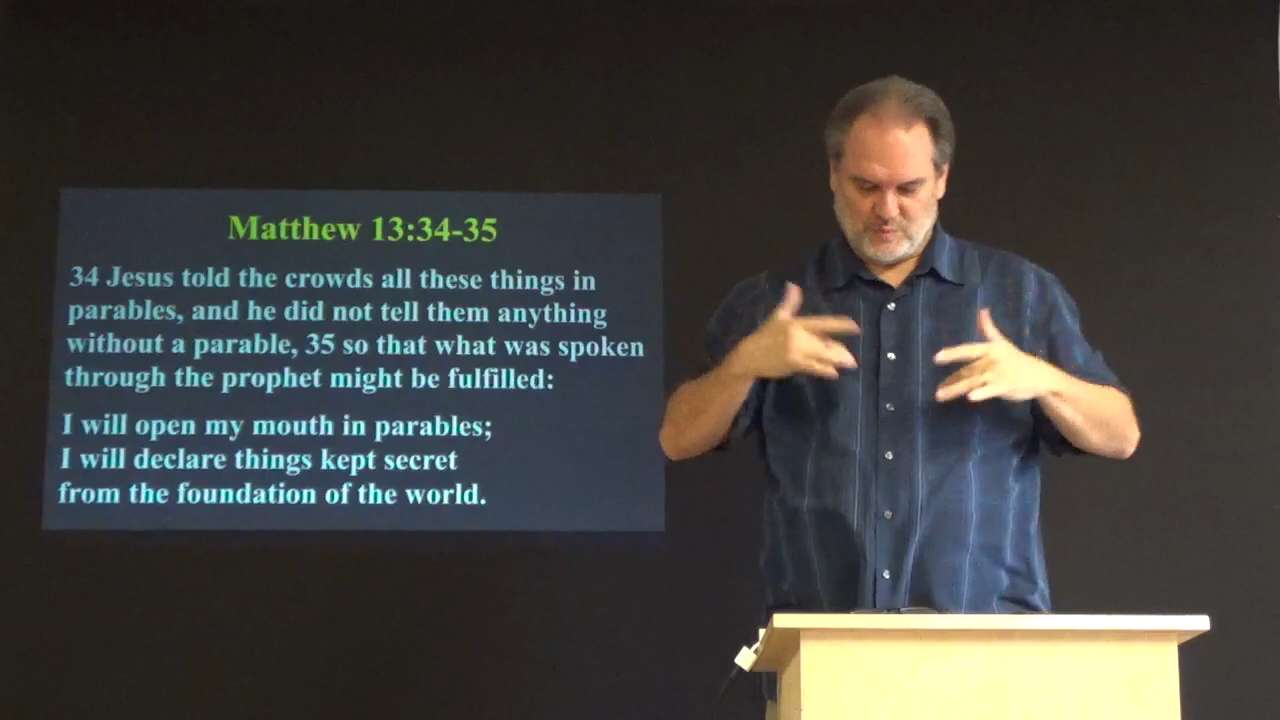 Matthew 13:34-35
34 Jesus told the crowds all these things in
parables, and he did not tell them anything
without a parable, 35 so that what was spoken
through the prophet might be fulfilled:
I will open my mouth in parables;
I will declare things kept secret
from the foundation of the world.